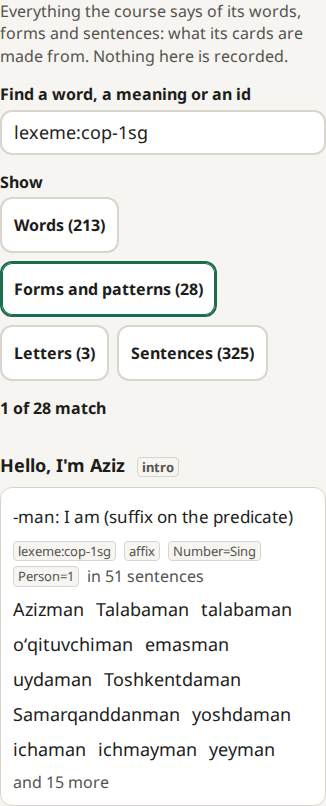 Everything the course says of its words,
forms and sentences: what its cards are
made from. Nothing here is recorded.
Find a word, a meaning or an id
lexeme:cop-1sg
Show
Words (213)
Forms and patterns (28)
Letters (3) Sentences (325)
1 of 28 match
Hello, I'm Aziz intro
-man: I am (suffix on the predicate)
lexeme:cop-1sg affix Number=Sing
Person=1 in 51 sentences
Azizman Talabaman talabaman
oʻqituvchiman emasman
uydaman Toshkentdaman
Samarqanddanman yoshdaman
ichaman ichmayman yeyman
and 15 more